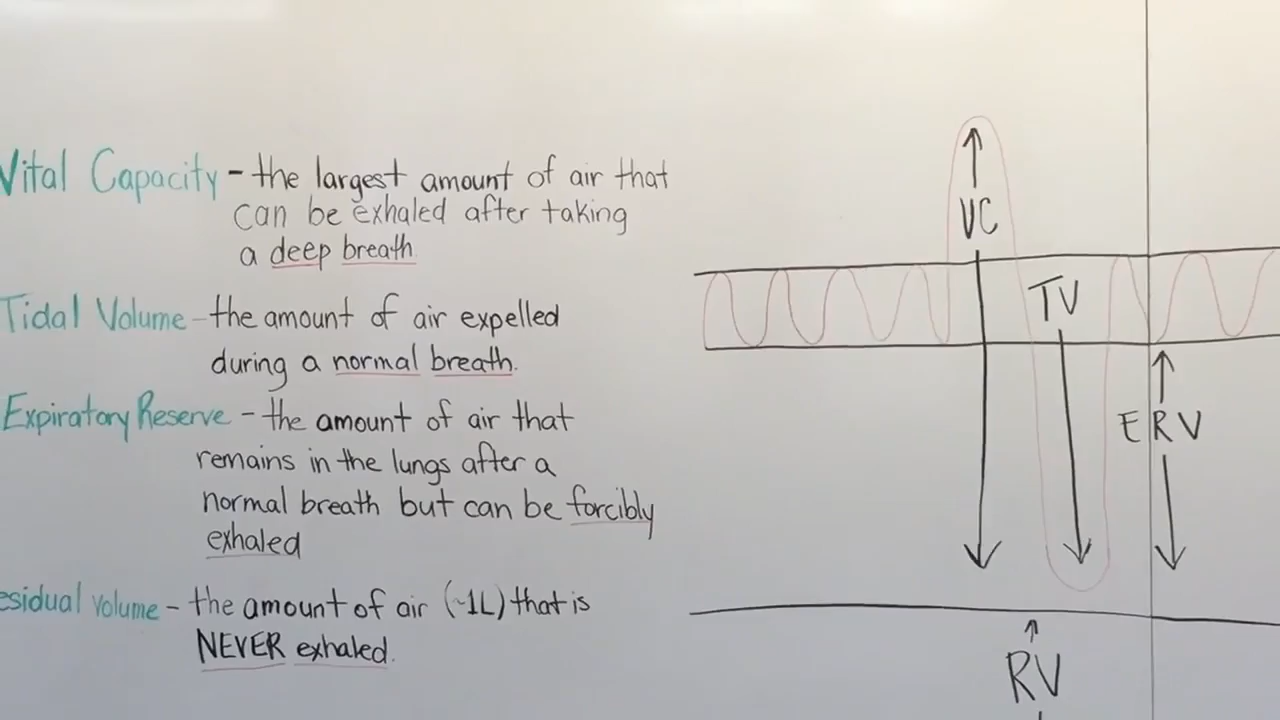 Vital Capacity - the largest amount of air that
can be exhaled after taking
a deep breath
Tidal Volume - the amount of air expelled
during a normal breath.
Expiratory Reserve - the amount of air that
remains in the lungs after a
normal breath but can be forcibly
exhaled
esidual volume - the amount of air (~1L) that is
NEVER exhaled.
VC
TV
ERV
RV